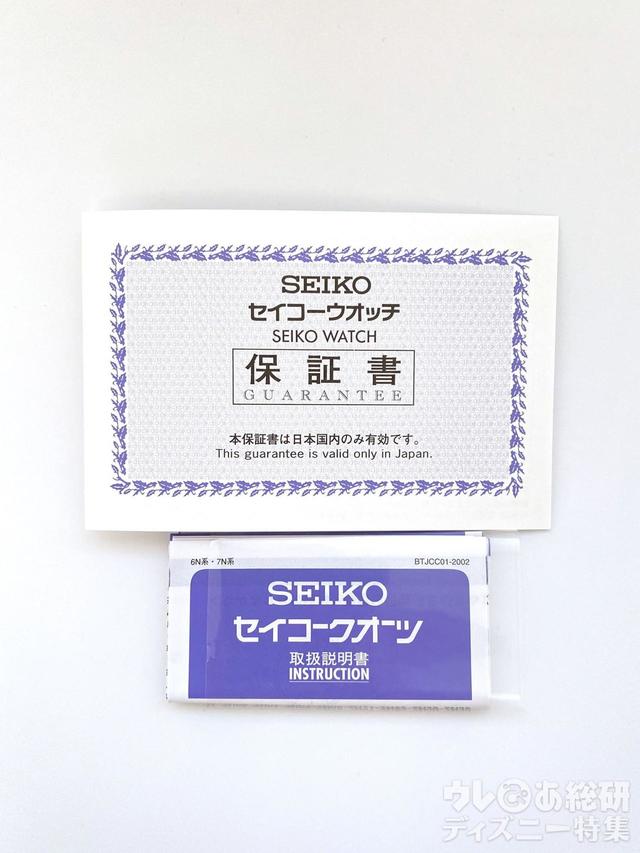 SEIKO
セイコーウオッチ
SEIKO WATCH
保証書
GUARANTEE
本保証書は日本国内のみ有効です。
This guarantee is valid only in Japan.
6N系・7N系 BTJCC01-2002
SEIKO
セイコークオーツ
取扱説明書
INSTRUCTION
ウレぴあ総研
ディズニー特集